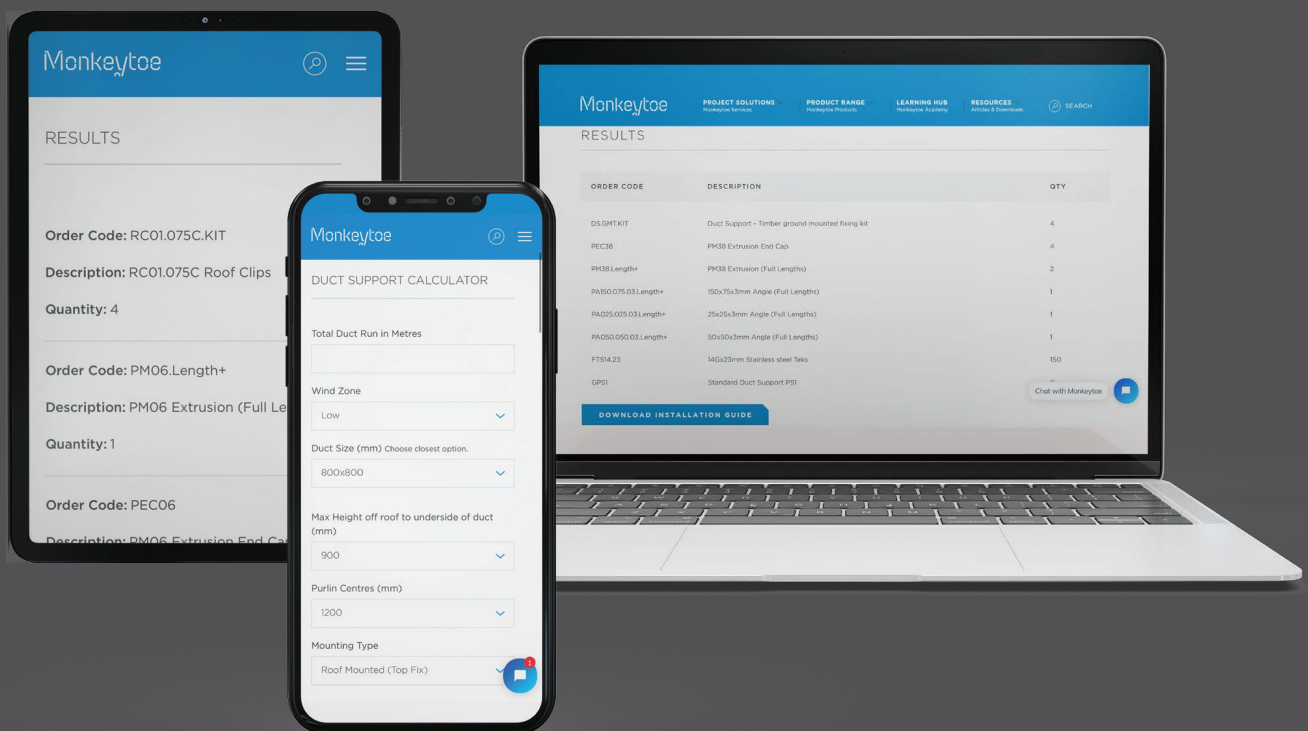 Monkeytoe
RESULTS
Order Code: RC01.075C.KIT
Description: RC01.075C Roof Clips
Quantity: 4
Order Code: PM06.Length+
Description: PM06 Extrusion (Full Le
Quantity: 1
Order Code: PEC06
Description: PM06 Extrusion End Ca
Monkeytoe
DUCT SUPPORT CALCULATOR
Total Duct Run in Metres
Wind Zone
Low
Duct Size (mm) Choose closest option.
800x800
Max Height off roof to underside of duct
(mm)
900
Purlin Centres (mm)
1200
Mounting Type
Roof Mounted (Top Fix)
1
Monkeytoe
PROJECT SOLUTIONS PRODUCT RANGE LEARNING HUB RESOURCES SEARCH
Monkeytoe Services Monkeytoe Products Monkeytoe Academy Articles & Downloads
RESULTS
ORDER CODE DESCRIPTION QTY
DS.GMT.KIT Duct Support - Timber ground mounted fixing kit 4
PEC38 PM38 Extrusion End Cap 4
PM38.Length+ PM38 Extrusion (Full Lengths) 2
PA150.075.03.Length+ 150x75x3mm Angle (Full Lengths) 1
PA025.025.03.Length+ 25x25x3mm Angle (Full Lengths) 1
PA050.050.03.Length+ 50x50x3mm Angle (Full Lengths) 1
FTS14.23 14Gx23mm Stainless steel Teks 150
GPS1 Standard Duct Support PS1
Chat with Monkeytoe
DOWNLOAD INSTALLATION GUIDE